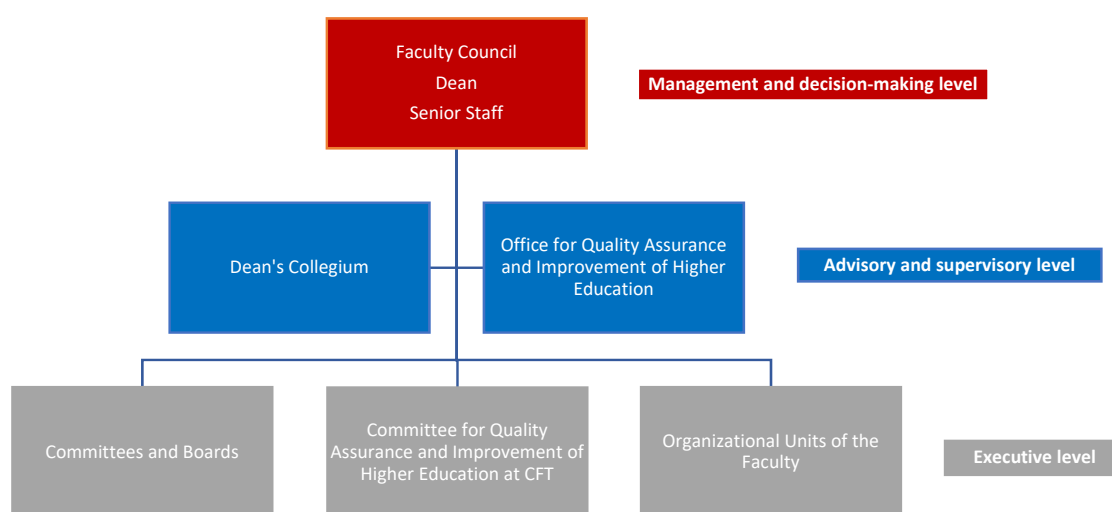 Faculty Council
Dean
Senior Staff
Management and decision-making level
Dean's Collegium
Office for Quality Assurance
and Improvement of Higher
Education
Advisory and supervisory level
Committees and Boards
Committee for Quality
Assurance and Improvement of
Higher Education at CFT
Organizational Units of the
Faculty
Executive level